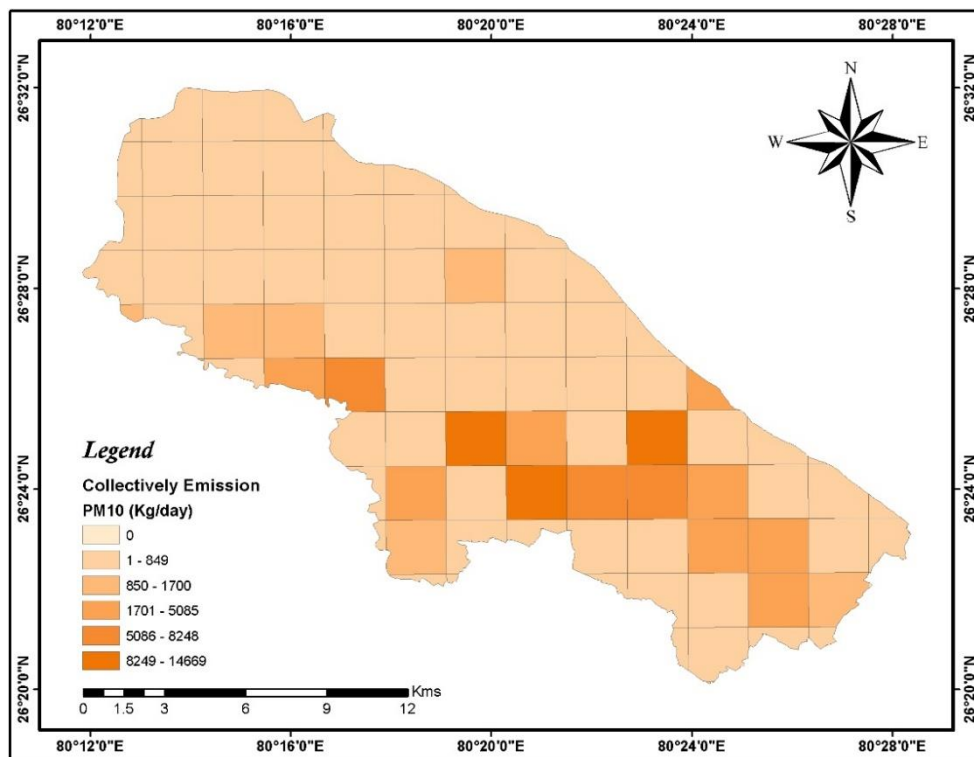 80°12'0"E 80°16'0"E 80°20'0"E 80°24'0"E 80°28'0"E
26°32'0"N 26°32'0"N
N
W E
S
26°28'0"N 26°28'0"N
Legend
Collectively Emission
PM10 (Kg/day)
0
1 - 849
850 - 1700
1701 - 5085
5086 - 8248
8249 - 14669
26°24'0"N 26°24'0"N
26°20'0"N 26°20'0"N
Kms
0 1.5 3 6 9 12
80°12'0"E 80°16'0"E 80°20'0"E 80°24'0"E 80°28'0"E